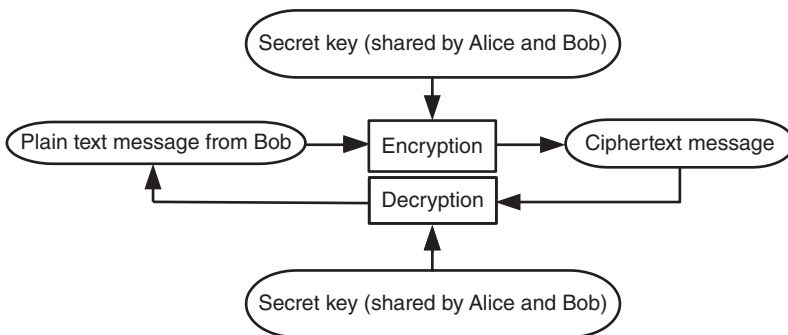 Secret key (shared by Alice and Bob)
Plain text message from Bob
Encryption
Ciphertext message
Decryption
Secret key (shared by Alice and Bob)